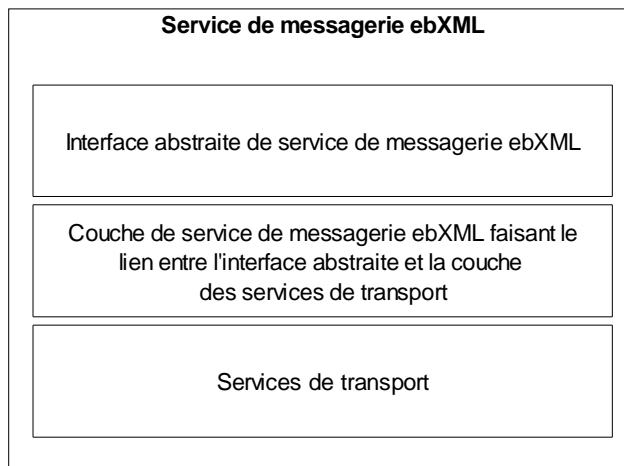 Service de messagerie ebXML
Interface abstraite de service de messagerie ebXML
Couche de service de messagerie ebXML faisant le
lien entre l'interface abstraite et la couche
des services de transport
Services de transport